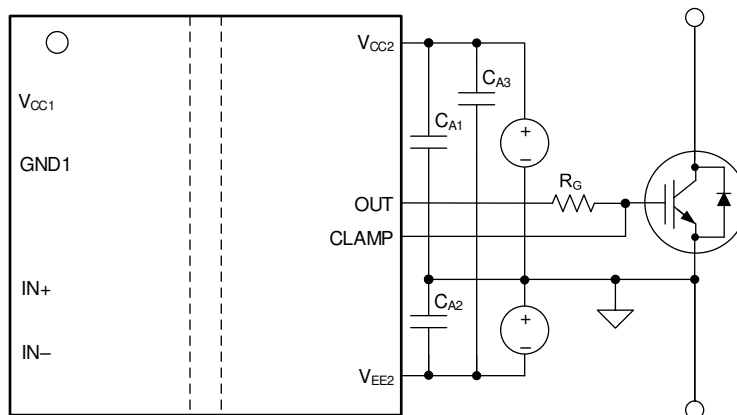 VCC2
CA3
VCC1
CA1
+
–
GND1
RG
OUT
CLAMP
IN+
CA2
+
–
IN–
VEE2